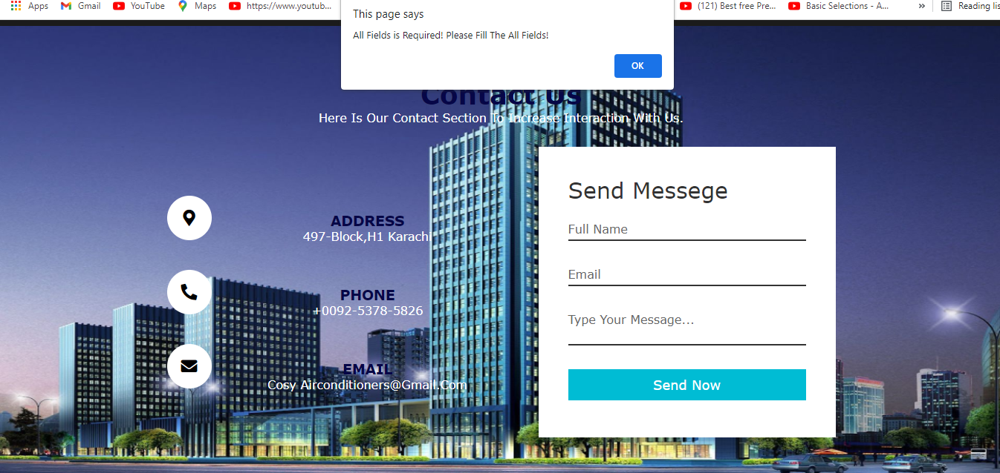 Apps Gmail YouTube Maps https://www.youtub... (121) Best free Pre... Basic Selections - A... » Reading lis
This page says
All Fields is Required! Please Fill The All Fields!
OK
Contact Us
Here Is Our Contact Section To Increase Interaction With Us.
ADDRESS
497-Block,H1 Karachi
PHONE
+0092-5378-5826
EMAIL
Cosy Airconditioners@Gmail.Com
Send Messege
Full Name
Email
Type Your Message...
Send Now